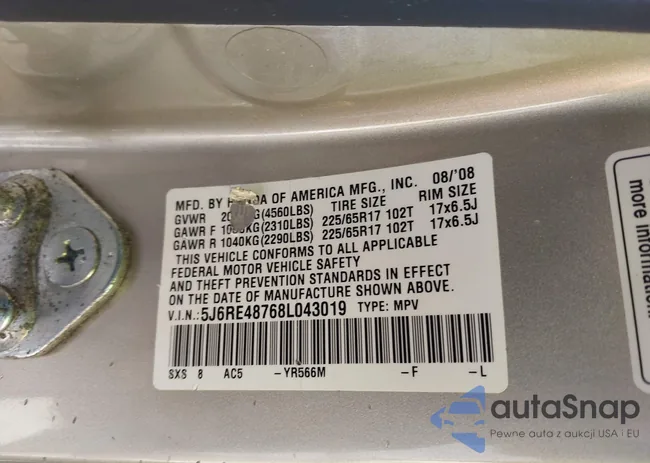 MFD. BY HONDA OF AMERICA MFG., INC. 08/'08
GVWR (4560LBS) TIRE SIZE RIM SIZE
GAWR F (2310LBS) 225/65R17 102T 17x6.5J
GAWR R 1040KG(2290LBS) 225/65R17 102T 17x6.5J
THIS VEHICLE CONFORMS TO ALL APPLICABLE
FEDERAL MOTOR VEHICLE SAFETY
AND THEFT PREVENTION STANDARDS IN EFFECT
ON THE DATE OF MANUFACTURE SHOWN ABOVE.
V.I.N.: 5J6RE48768L043019 TYPE: MPV
SXS 8 AC5 -YR566M -F -L
more information
autaSnap
Pewne auta z aukcji USA i EU